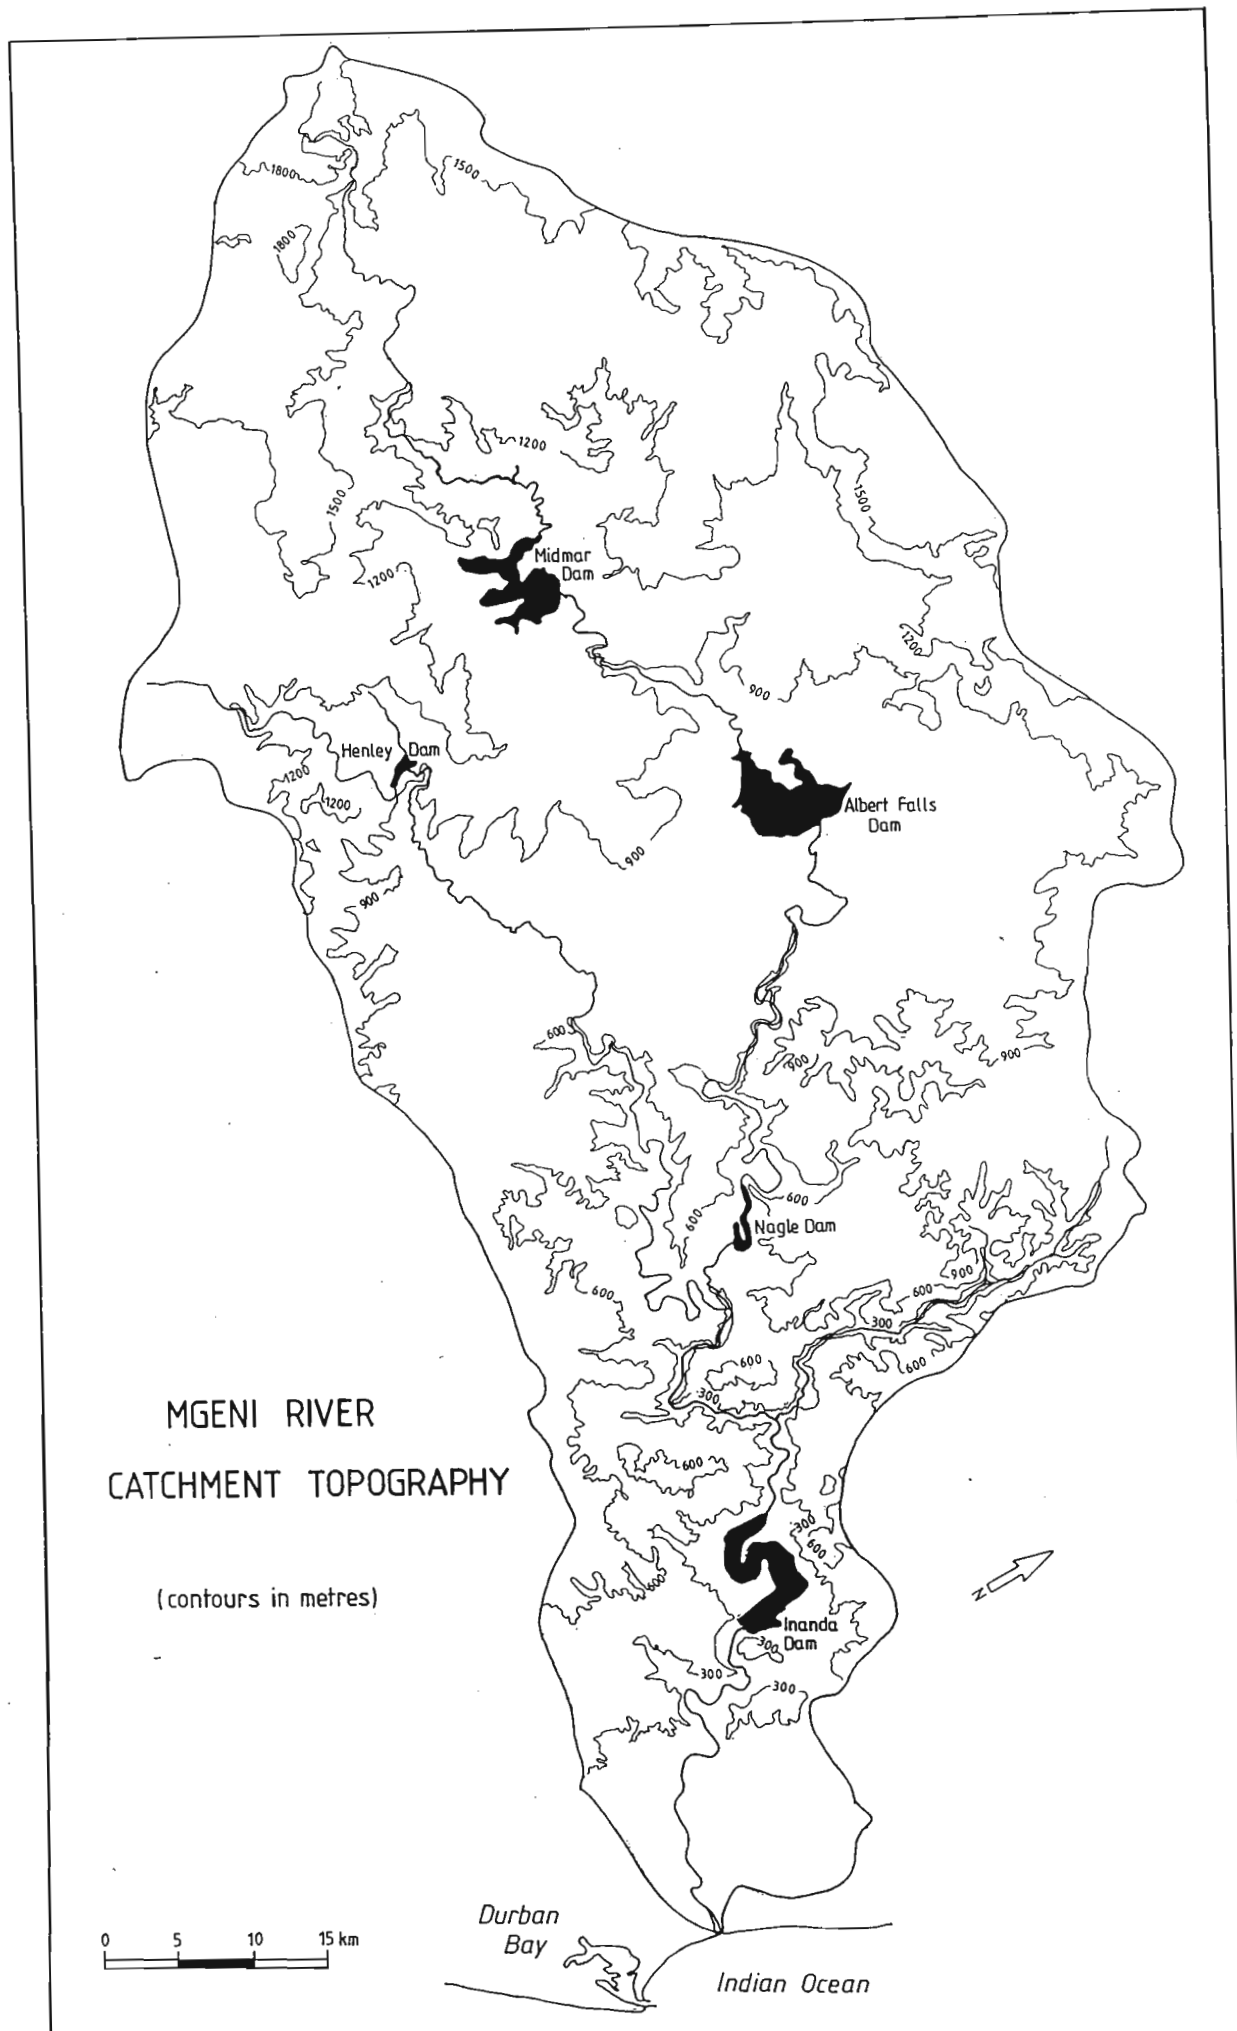 1500
1800
1800
1200
1500
1500
Midmar
Dam
1200
1200
900
Henley Dam
1200
1200
Albert Falls
Dam
900
900
600
900
900
600
600
Nagle Dam
900
600
600
300
600
600
300
MGENI RIVER
600
CATCHMENT TOPOGRAPHY
300
600
600
N
(contours in metres)
Inanda
Dam
300
300
300
Durban
Bay
0 5 10 15 km
Indian Ocean